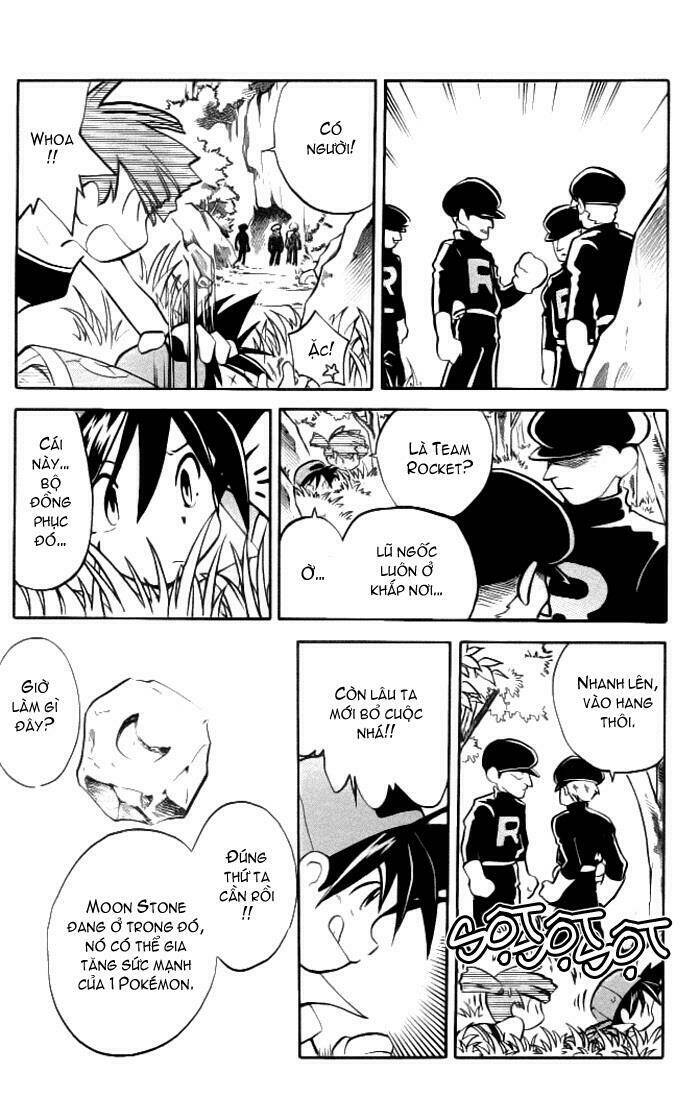 WHOA
!!
CÓ
NGƯỜI!
ẶC!
R
R
R
CÁI
NÀY...
BỘ
ĐỒNG
PHỤC
ĐÓ...
LÀ TEAM
ROCKET?
Ở...
LŨ NGỐC
LUÔN Ở
KHẮP NƠI...
R
GIỜ
LÀM GÌ
ĐÂY?
ĐÚNG
THỨ TA
CẦN RỒI
!!
MOON STONE
ĐANG Ở TRONG ĐÓ,
NÓ CÓ THỂ GIA
TĂNG SỨC MẠNH
CỦA 1 POKÉMON.
CÒN LÂU TA
MỚI BỎ CUỘC
NHÁ!!
NHANH LÊN,
VÀO HANG
THÔI.
R
SỘT SỘT SỘT